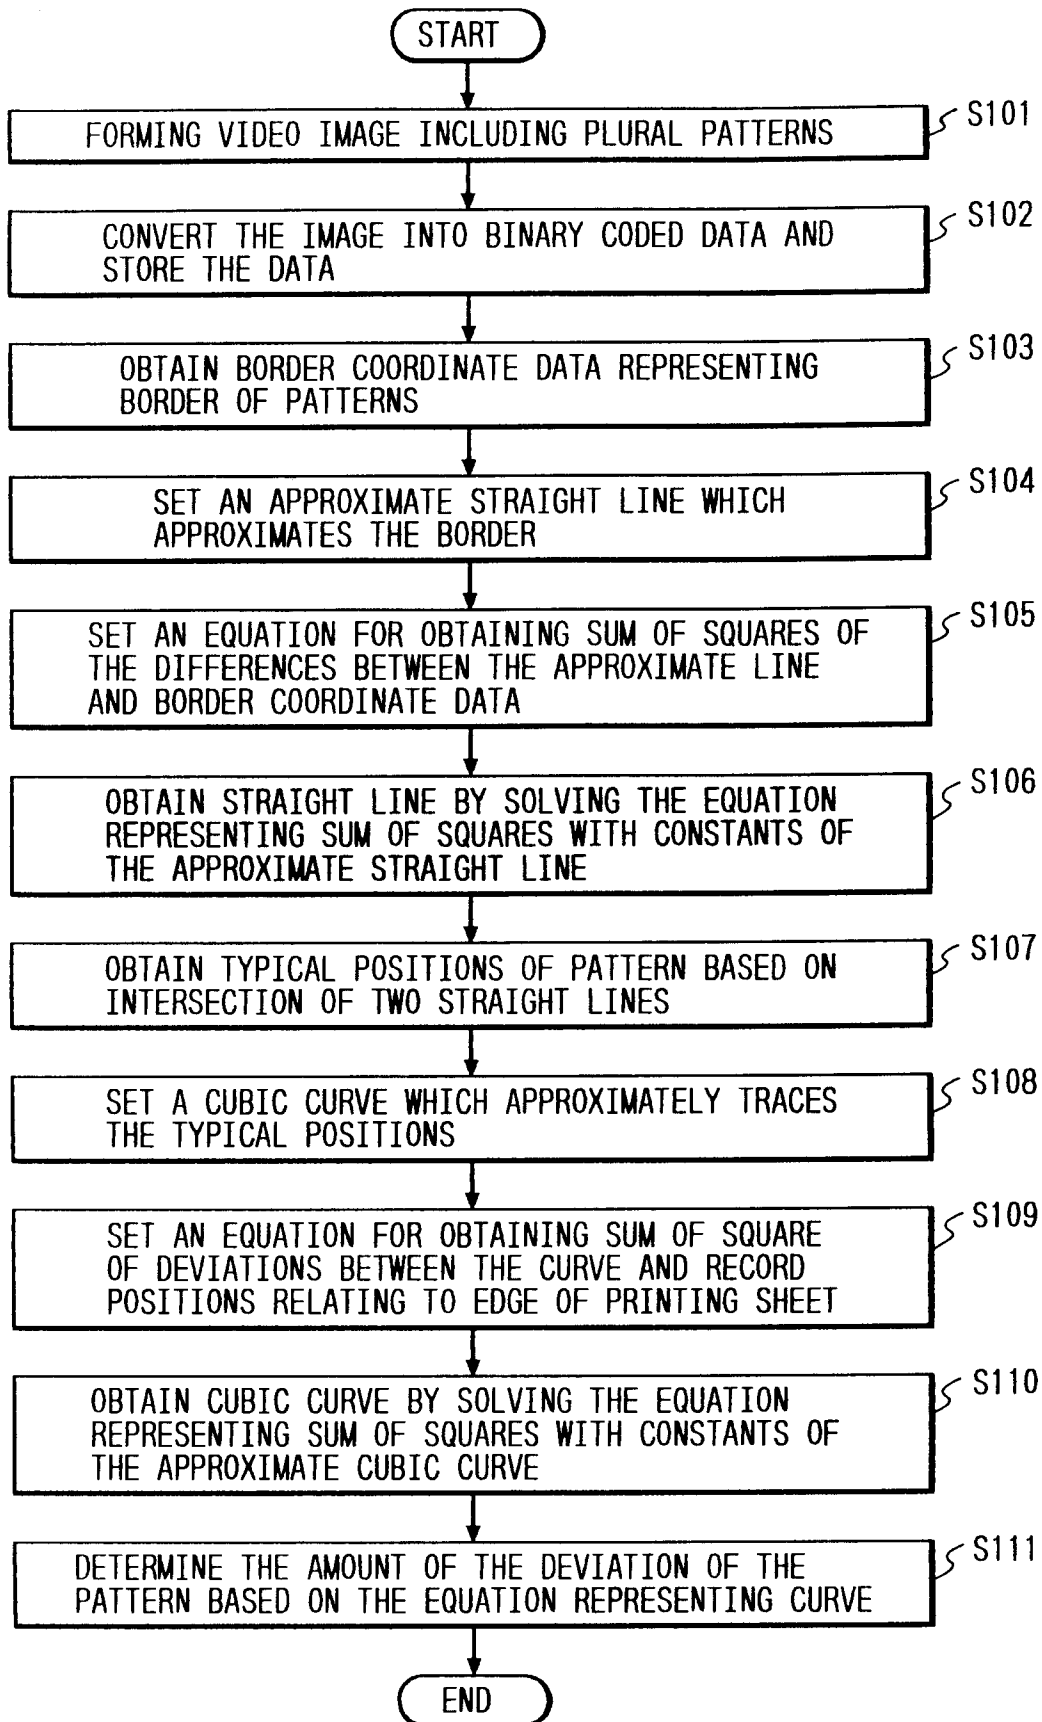 START
FORMING VIDEO IMAGE INCLUDING PLURAL PATTERNS
S101
CONVERT THE IMAGE INTO BINARY CODED DATA AND
STORE THE DATA
S102
OBTAIN BORDER COORDINATE DATA REPRESENTING
BORDER OF PATTERNS
S103
SET AN APPROXIMATE STRAIGHT LINE WHICH
APPROXIMATES THE BORDER
S104
SET AN EQUATION FOR OBTAINING SUM OF SQUARES OF
THE DIFFERENCES BETWEEN THE APPROXIMATE LINE
AND BORDER COORDINATE DATA
S105
OBTAIN STRAIGHT LINE BY SOLVING THE EQUATION
REPRESENTING SUM OF SQUARES WITH CONSTANTS OF
THE APPROXIMATE STRAIGHT LINE
S106
OBTAIN TYPICAL POSITIONS OF PATTERN BASED ON
INTERSECTION OF TWO STRAIGHT LINES
S107
SET A CUBIC CURVE WHICH APPROXIMATELY TRACES
THE TYPICAL POSITIONS
S108
SET AN EQUATION FOR OBTAINING SUM OF SQUARE
OF DEVIATIONS BETWEEN THE CURVE AND RECORD
POSITIONS RELATING TO EDGE OF PRINTING SHEET
S109
OBTAIN CUBIC CURVE BY SOLVING THE EQUATION
REPRESENTING SUM OF SQUARES WITH CONSTANTS OF
THE APPROXIMATE CUBIC CURVE
S110
DETERMINE THE AMOUNT OF THE DEVIATION OF THE
PATTERN BASED ON THE EQUATION REPRESENTING CURVE
S111
END